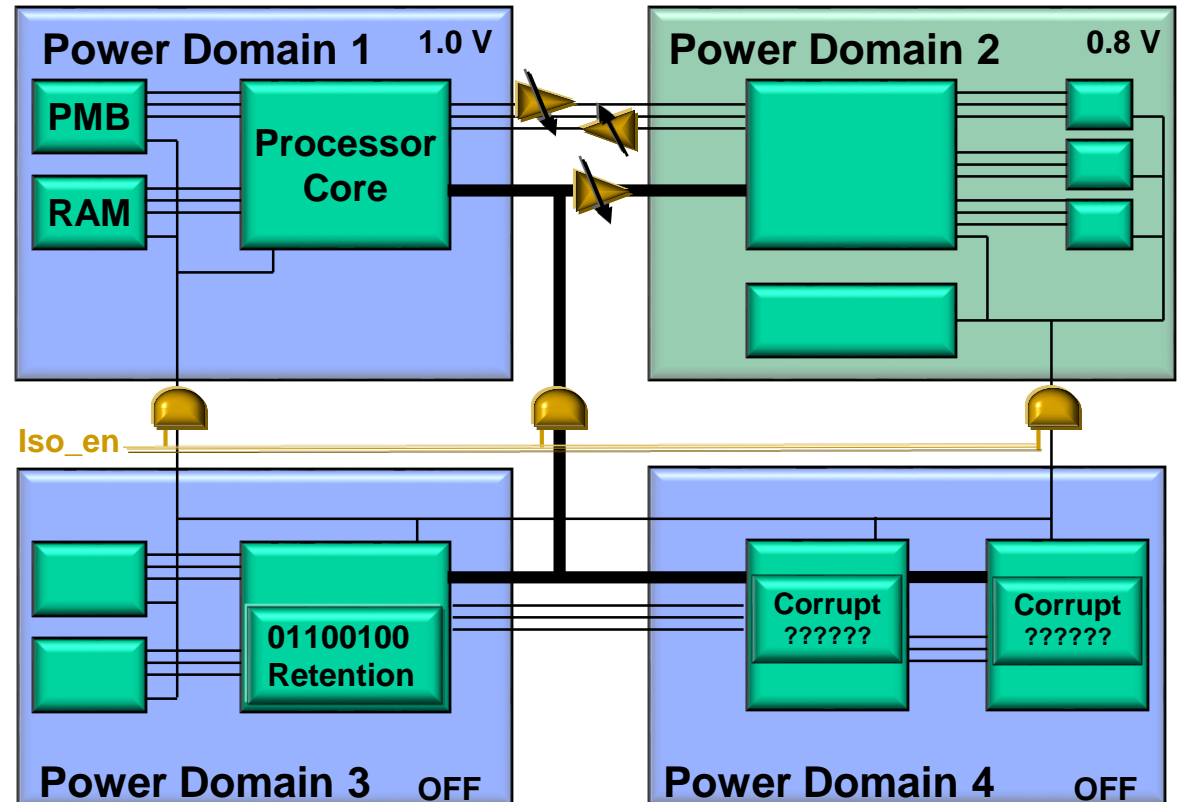 Power Domain 1
1.0 V
Power Domain 2
0.8 V
PMB
Processor
Core
RAM
Iso_en
01100100
Retention
Corrupt
??????
Corrupt
??????
Power Domain 3
OFF
Power Domain 4
OFF